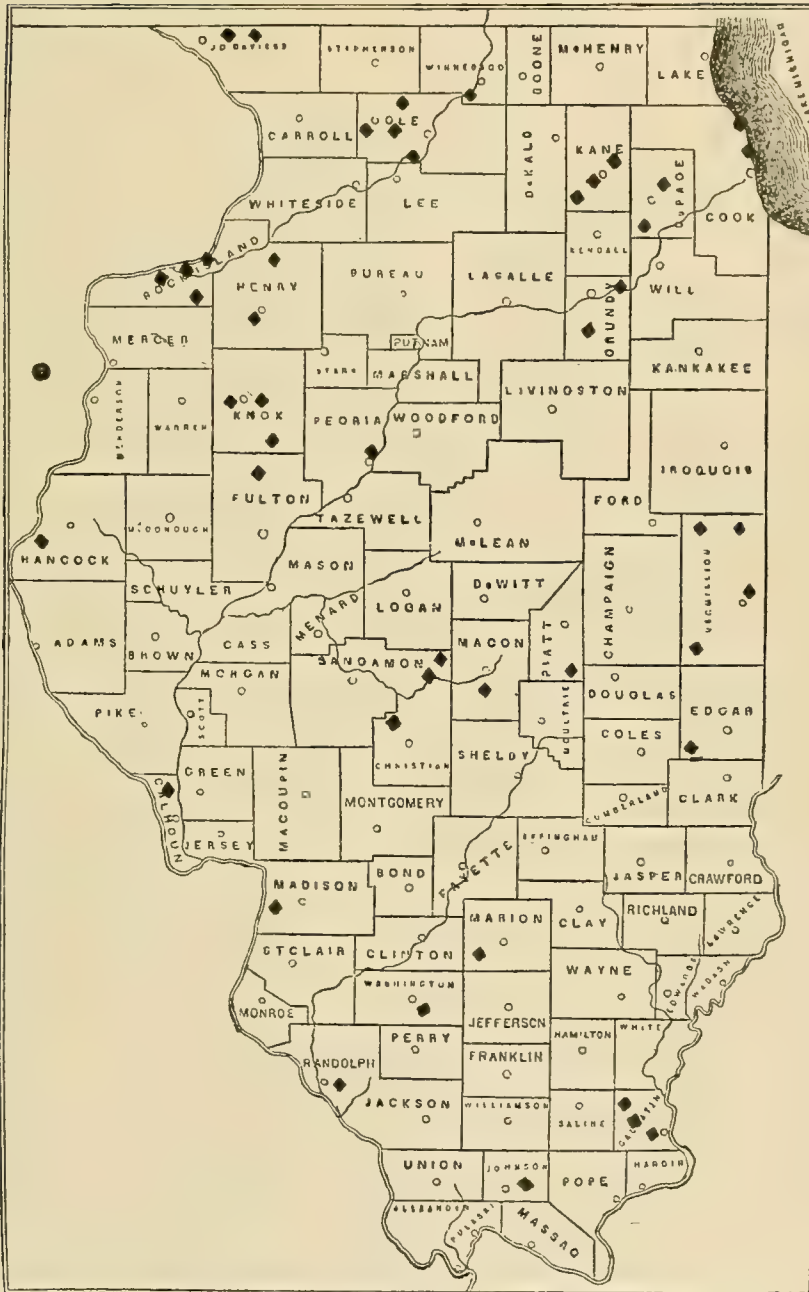 JO DAVIESS
STEPHENSON
WINNEBAGO
BOONE
McHENRY
LAKE
LAKE MICHIGAN
CARROLL
OGLE
DeKALB
KANE
DuPAGE
COOK
WHITESIDE
LEE
KENDALL
ROCK ISLAND
HENRY
BUREAU
LASALLE
GRUNDY
WILL
MERCER
PUTNAM
KANKAKEE
STARK
MARSHALL
LIVINGSTON
HENDERSON
WARREN
KNOX
PEORIA
WOODFORD
IROQUOIS
FULTON
FORD
HANCOCK
McDONOUGH
TAZEWELL
McLEAN
VERMILLION
SCHUYLER
MASON
CHAMPAIGN
LOGAN
DeWITT
ADAMS
BROWN
CASS
MENARD
MACON
PIATT
SANGAMON
MORGAN
DOUGLAS
PIKE
SCOTT
MOULTRIE
EDGAR
CHRISTIAN
SHELBY
COLES
CALHOUN
GREEN
MACOUPIN
MONTGOMERY
CUMBERLAND
CLARK
JERSEY
EFFINGHAM
BOND
FAYETTE
JASPER
CRAWFORD
MADISON
MARION
CLAY
RICHLAND
LAWRENCE
ST CLAIR
CLINTON
WAYNE
EDWARDS
WABASH
WASHINGTON
MONROE
JEFFERSON
HAMILTON
WHITE
RANDOLPH
PERRY
FRANKLIN
JACKSON
WILLIAMSON
SALINE
GALLATIN
UNION
JOHNSON
POPE
HARDIN
ALEXANDER
PULASKI
MASSAC